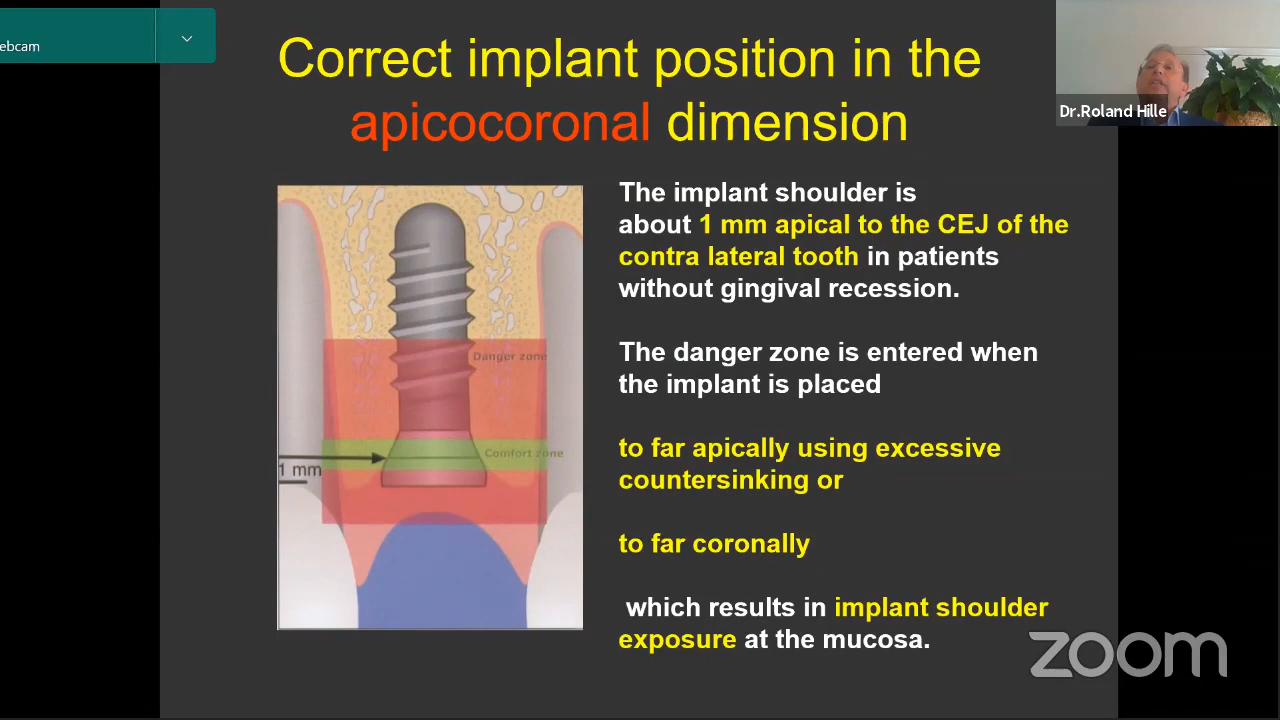 ebcam
Correct implant position in the
apicocoronal dimension
Dr.Roland Hille
The implant shoulder is
about 1 mm apical to the CEJ of the
contra lateral tooth in patients
without gingival recession.
The danger zone is entered when
the implant is placed
to far apically using excessive
countersinking or
to far coronally
which results in implant shoulder
exposure at the mucosa.
Danger zone
Comfort zone
1 mm
zoom